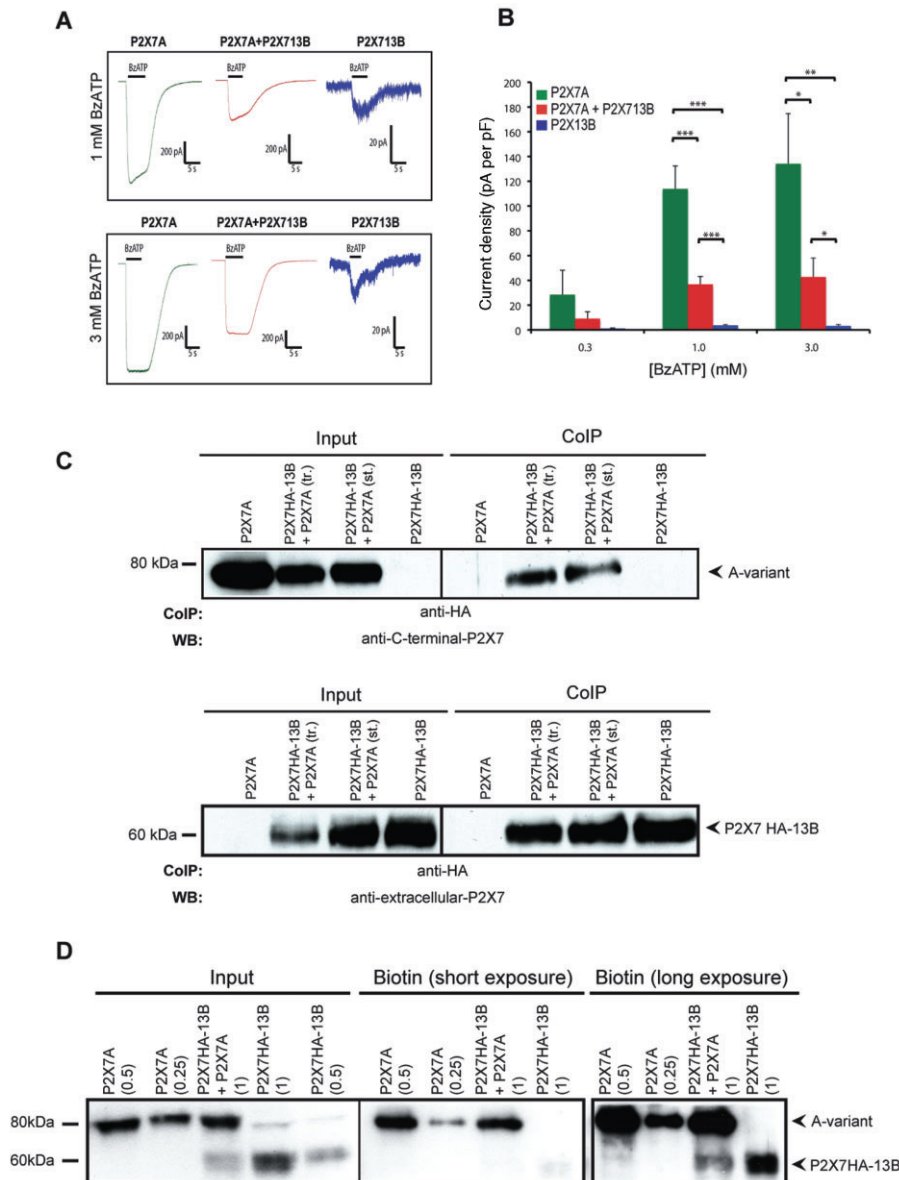 A
P2X7A P2X7A+P2X713B P2X713B
BzATP BzATP BzATP
1 mM BzATP
200 pA 200 pA 20 pA
5 s 5 s 5 s
P2X7A P2X7A+P2X713B P2X713B
BzATP BzATP BzATP
3 mM BzATP
200 pA 200 pA 20 pA
5 s 5 s 5 s
B
P2X7A
P2X7A + P2X713B
P2X13B
Current density (pA per pF)
200
180
160
140
120
100
80
60
40
20
0
*** ** 
*** *
*** *
0.3 1.0 3.0
[BzATP] (mM)
C
Input CoIP
P2X7A
P2X7HA-13B
+ P2X7A (tr.)
P2X7HA-13B
+ P2X7A (st.)
P2X7HA-13B
P2X7A
P2X7HA-13B
+ P2X7A (tr.)
P2X7HA-13B
+ P2X7A (st.)
P2X7HA-13B
80 kDa
A-variant
CoIP: anti-HA
WB: anti-C-terminal-P2X7
Input CoIP
P2X7A
P2X7HA-13B
+ P2X7A (tr.)
P2X7HA-13B
+ P2X7A (st.)
P2X7HA-13B
P2X7A
P2X7HA-13B
+ P2X7A (tr.)
P2X7HA-13B
+ P2X7A (st.)
P2X7HA-13B
60 kDa
P2X7 HA-13B
CoIP: anti-HA
WB: anti-extracellular-P2X7
D
Input Biotin (short exposure) Biotin (long exposure)
P2X7A
(0.5)
P2X7A
(0.25)
P2X7HA-13B
+ P2X7A
(1)
P2X7HA-13B
(1)
P2X7HA-13B
(0.5)
P2X7A
(0.5)
P2X7A
(0.25)
P2X7HA-13B
+ P2X7A
(1)
P2X7HA-13B
(1)
P2X7A
(0.5)
P2X7A
(0.25)
P2X7HA-13B
+ P2X7A
(1)
P2X7HA-13B
(1)
80kDa
A-variant
60kDa
P2X7HA-13B